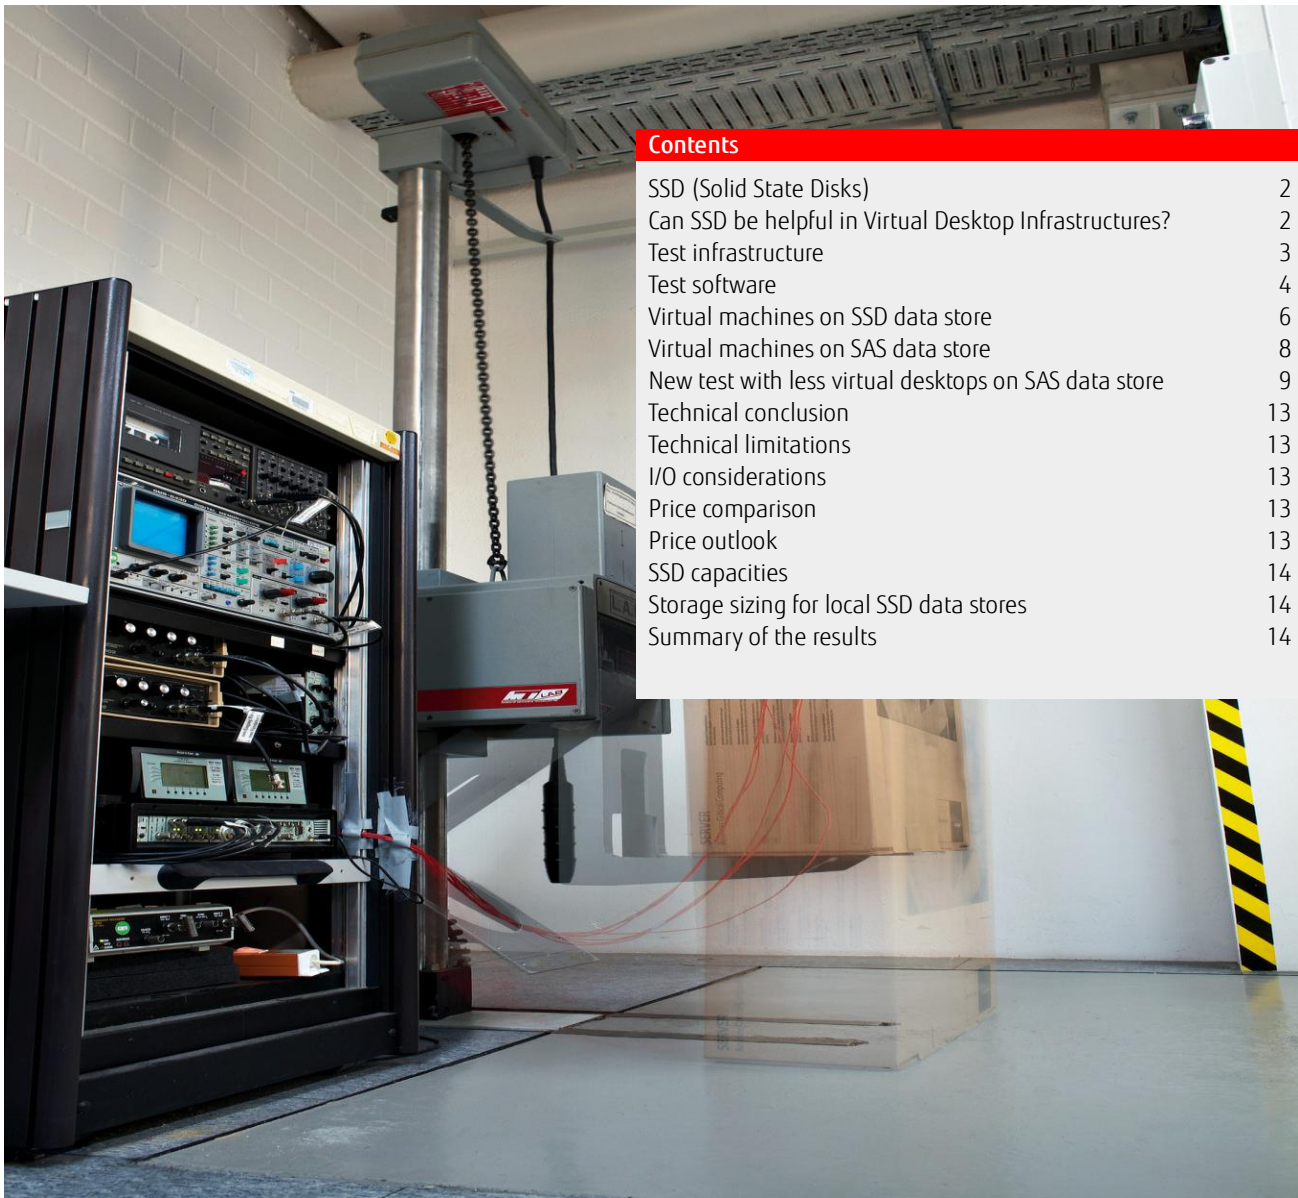 Contents
SSD (Solid State Disks) 2
Can SSD be helpful in Virtual Desktop Infrastructures? 2
Test infrastructure 3
Test software 4
Virtual machines on SSD data store 6
Virtual machines on SAS data store 8
New test with less virtual desktops on SAS data store 9
Technical conclusion 13
Technical limitations 13
I/O considerations 13
Price comparison 13
Price outlook 13
SSD capacities 14
Storage sizing for local SSD data stores 14
Summary of the results 14
LAB
SERVER